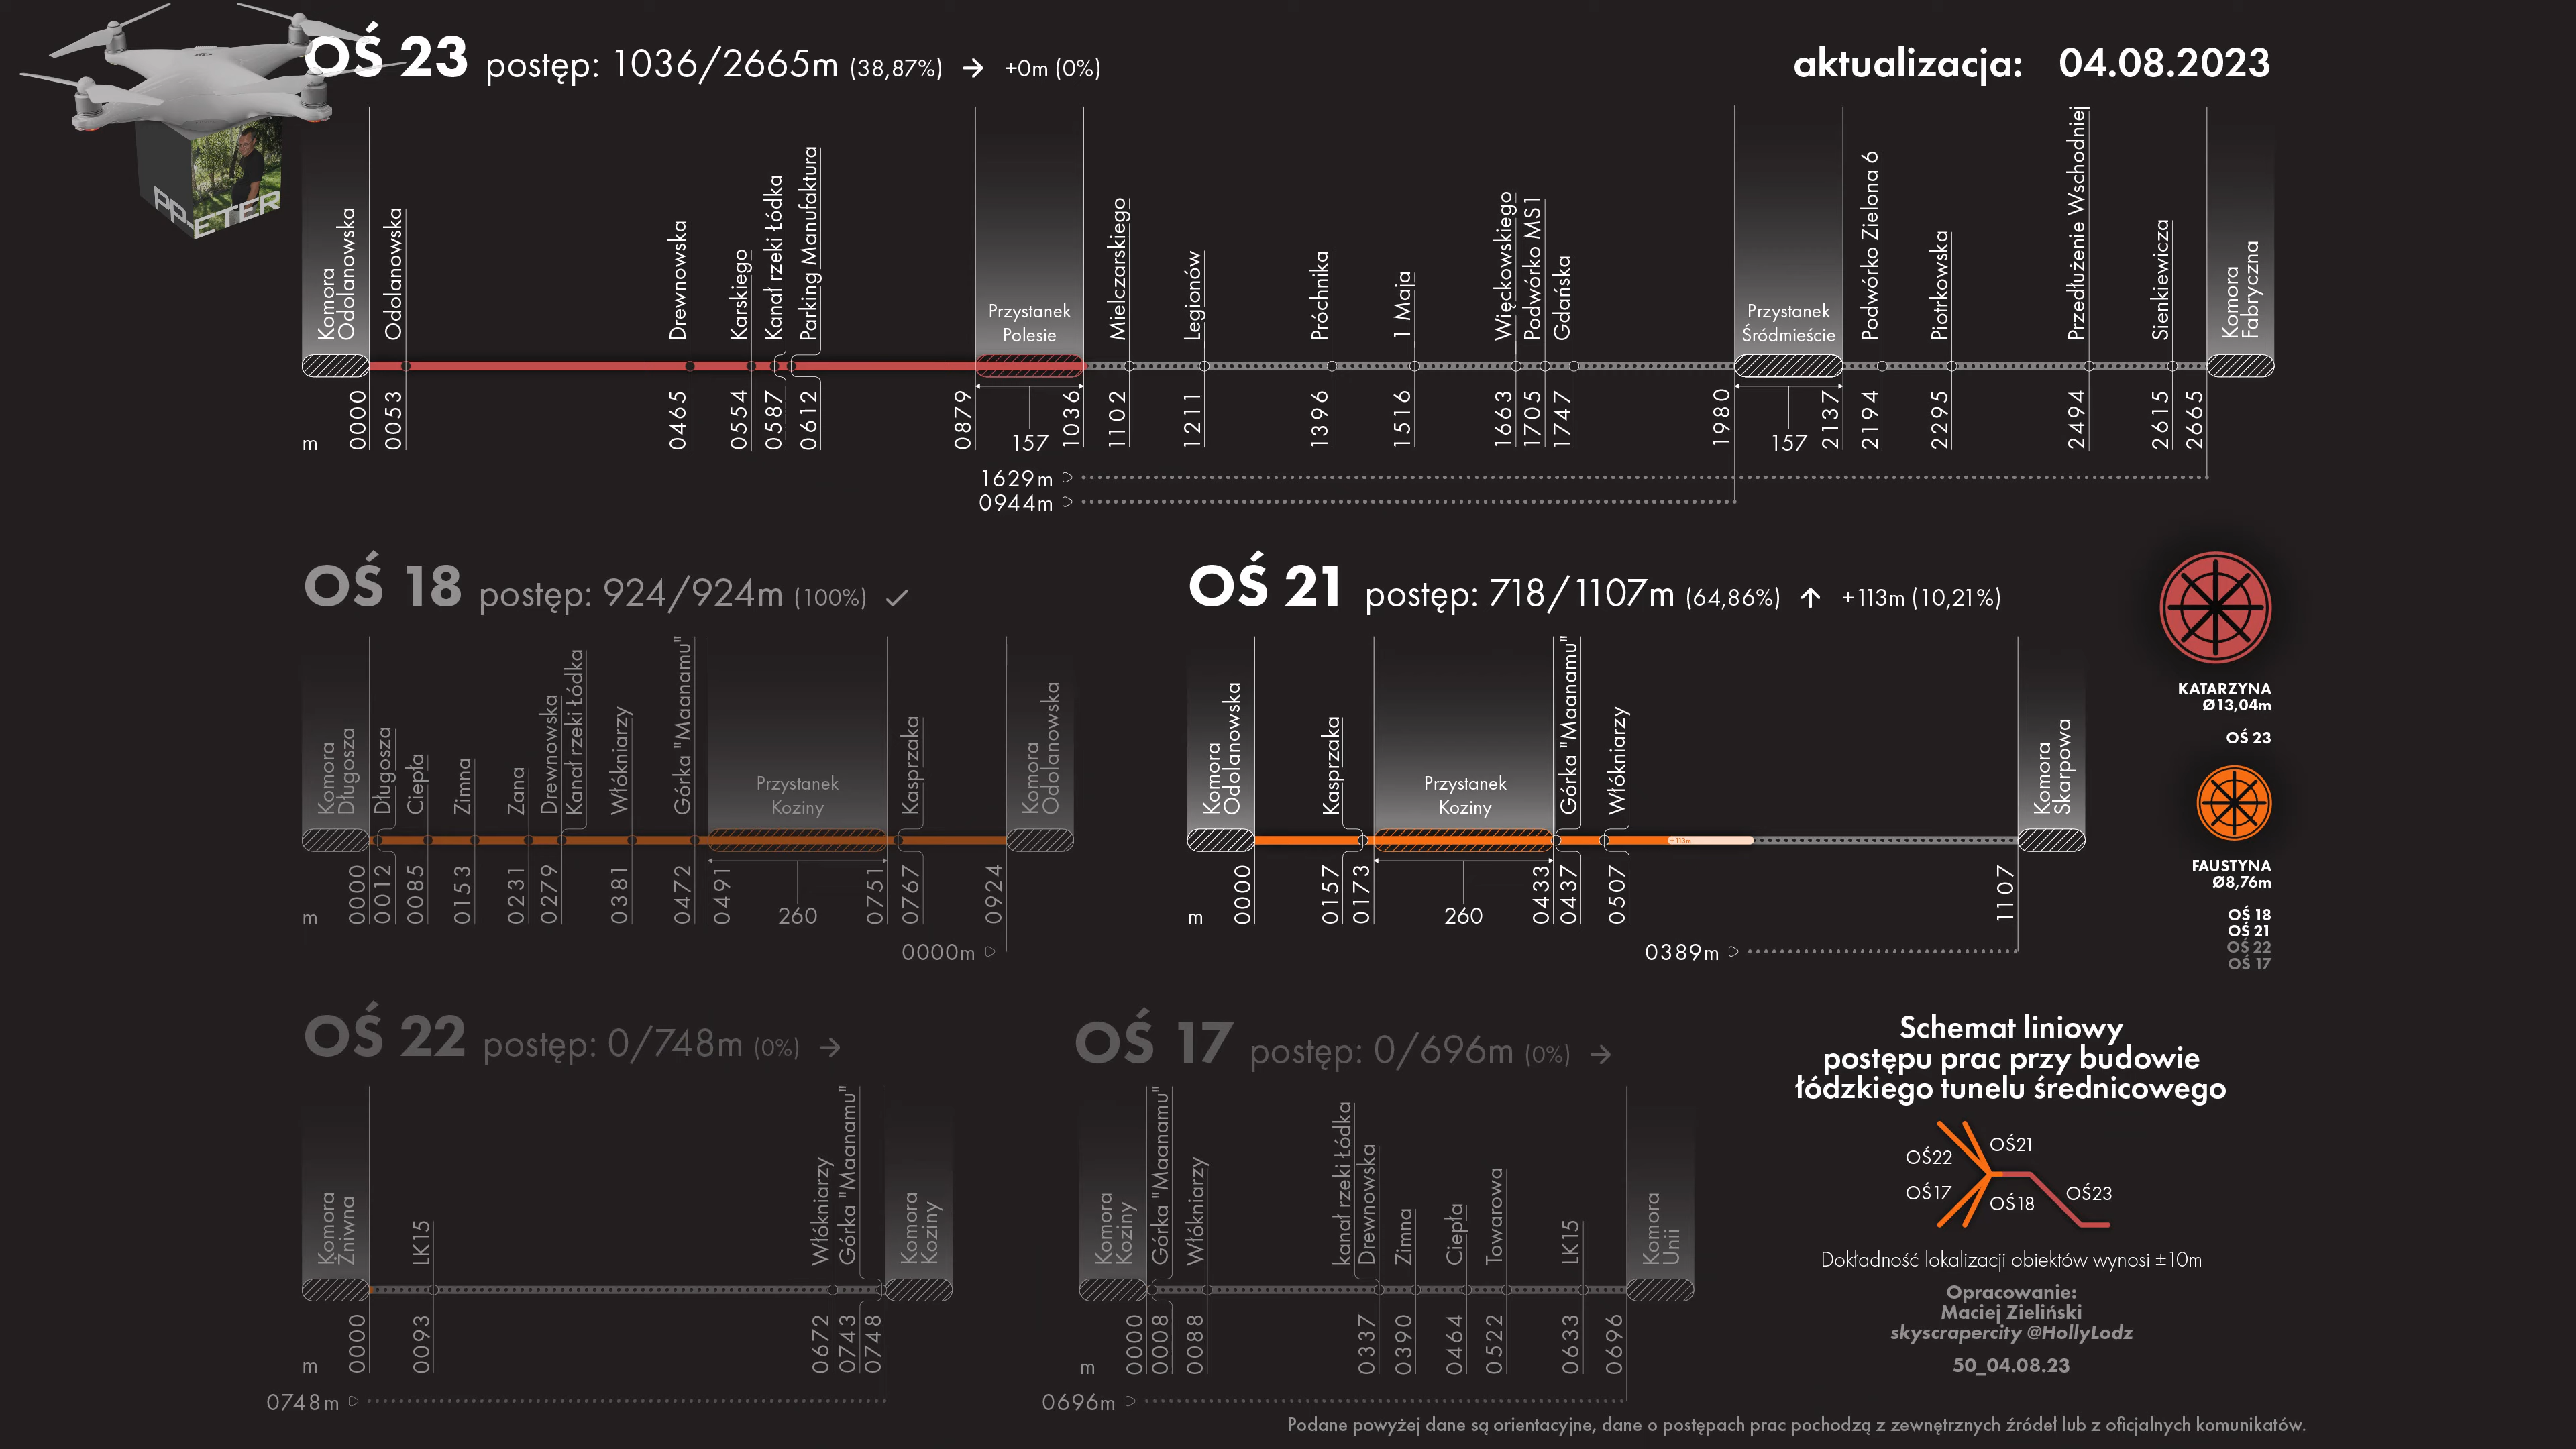 OŚ 23 postęp: 1036/2665m (38,87%) → +0m (0%)
aktualizacja: 04.08.2023
PP-ETER
Komora
Odolanowska
Odolanowska
Drewnowska
Karskiego
Kanał rzeki Łódka
Parking Manufaktura
Przystanek
Polesie
Mielczarskiego
Legionów
Próchnika
1 Maja
Więckowskiego
Podwórko MS1
Gdańska
Przystanek
Śródmieście
Podwórko Zielona 6
Piotrkowska
Przedłużenie Wschodniej
Sienkiewicza
Komora
Fabryczna
m
0000
0053
0465
0554
0587
0612
0879
157
1036
1102
1211
1396
1516
1663
1705
1747
1980
157
2137
2194
2295
2494
2615
2665
1629m
0944m
OŚ 18 postęp: 924/924m (100%) ✓
Komora
Długosza
Długosza
Ciepła
Zimna
Zana
Drewnowska
Kanał rzeki Łódka
Włókniarzy
Górka "Maanamu"
Przystanek
Koziny
Kasprzaka
Komora
Odolanowska
m
0000
0012
0085
0153
0231
0279
0381
0472
0491
260
0751
0767
0924
0000m
OŚ 21 postęp: 718/1107m (64,86%) ↑ +113m (10,21%)
Komora
Odolanowska
Kasprzaka
Przystanek
Koziny
Górka "Maanamu"
Włókniarzy
+ 113m
Komora
Skarpowa
m
0000
0157
0173
260
0433
0437
0507
1107
0389m
KATARZYNA
Ø13,04m
OŚ 23
FAUSTYNA
Ø8,76m
OŚ 18
OŚ 21
OŚ 22
OŚ 17
OŚ 22 postęp: 0/748m (0%) →
Komora
Żniwna
LK15
Włókniarzy
Górka "Maanamu"
Komora
Koziny
m
0000
0093
0672
0743
0748
0748m
OŚ 17 postęp: 0/696m (0%) →
Komora
Koziny
Górka "Maanamu"
Włókniarzy
kanał rzeki Łódka
Drewnowska
Zimna
Ciepła
Towarowa
LK15
Komora
Unii
m
0000
0008
0088
0337
0390
0464
0522
0633
0696
0696m
Schemat liniowy
postępu prac przy budowie
łódzkiego tunelu średnicowego
OŚ21
OŚ22
OŚ17
OŚ18
OŚ23
Dokładność lokalizacji obiektów wynosi ±10m
Opracowanie:
Maciej Zieliński
skyscrapercity @HollyLodz
50_04.08.23
Podane powyżej dane są orientacyjne, dane o postępach prac pochodzą z zewnętrznych źródeł lub z oficjalnych komunikatów.